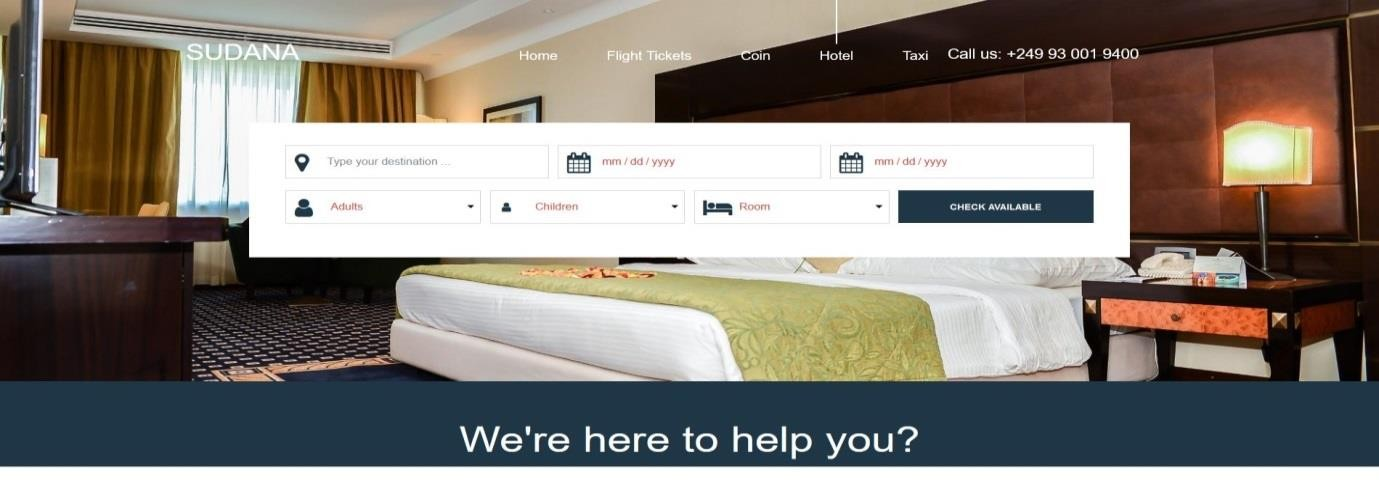 SUDANA Home Flight Tickets Coin Hotel Taxi Call us: +249 93 001 9400
Type your destination ... mm / dd / yyyy mm / dd / yyyy
Adults Children Room CHECK AVAILABLE
We're here to help you?